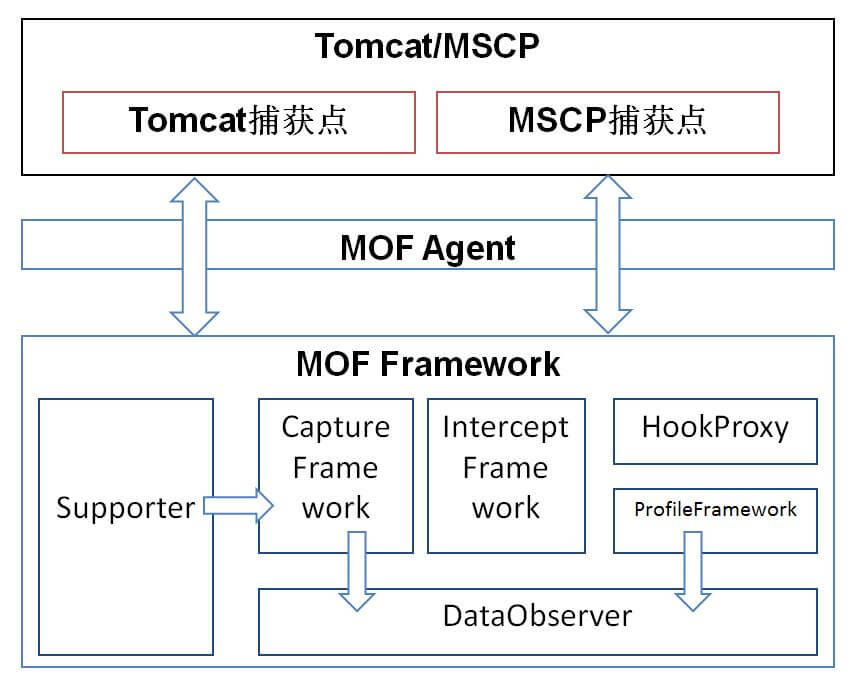 Tomcat/MSCP
Tomcat捕获点
MSCP捕获点
MOF Agent
MOF Framework
Supporter
Capture
Frame
work
Intercept
Frame
work
HookProxy
ProfileFramework
DataObserver